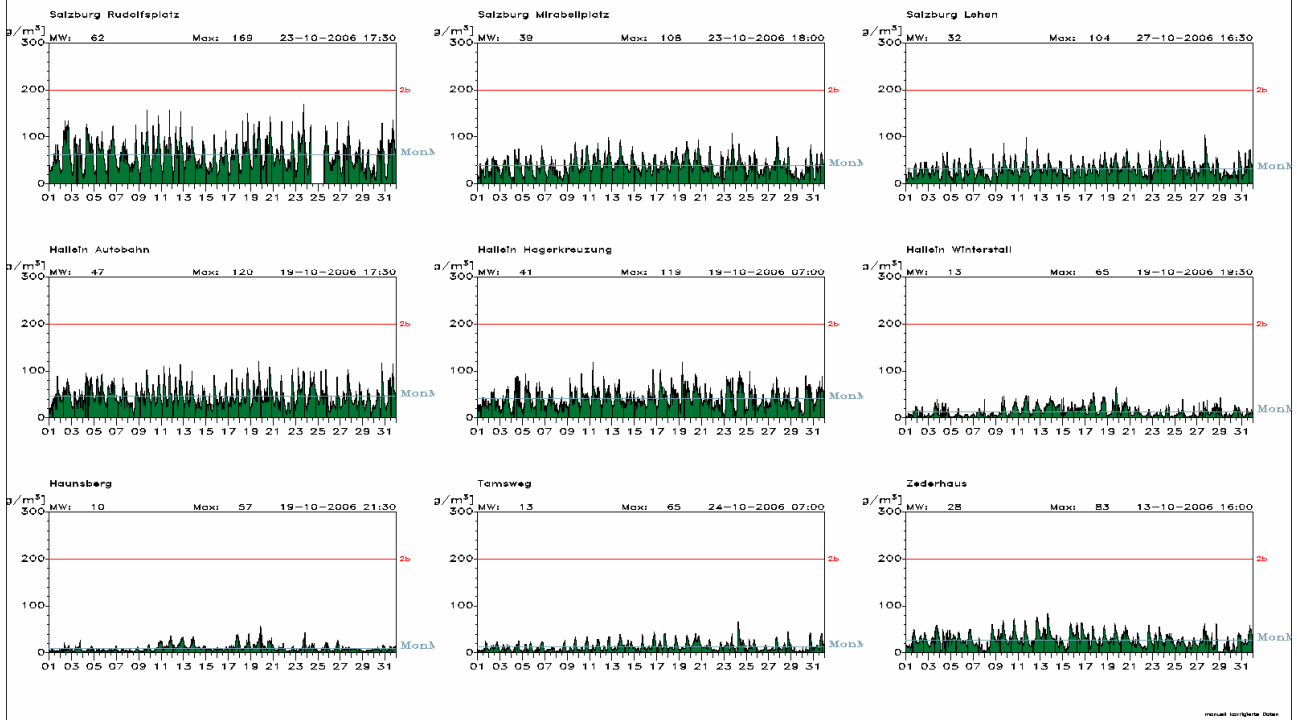 Salzburg Rudolfsplatz Salzburg Mirabellplatz Salzburg Lehen
g/m³] MW: 62 Max: 169 23-10-2006 17:30 g/m³] MW: 39 Max: 108 23-10-2006 18:00 g/m³] MW: 32 Max: 104 27-10-2006 16:30
300 300 300
200 2b 200 2b 200 2b
100 100 100
MonM MonM MonM
0 0 0
01 03 05 07 09 11 13 15 17 19 21 23 25 27 29 31 01 03 05 07 09 11 13 15 17 19 21 23 25 27 29 31 01 03 05 07 09 11 13 15 17 19 21 23 25 27 29 31
Hallein Autobahn Hallein Hagerkreuzung Hallein Winterstall
g/m³] MW: 47 Max: 120 19-10-2006 17:30 g/m³] MW: 41 Max: 119 19-10-2006 07:00 g/m³] MW: 13 Max: 65 19-10-2006 19:30
300 300 300
200 2b 200 2b 200 2b
100 100 100
MonM MonM MonM
0 0 0
01 03 05 07 09 11 13 15 17 19 21 23 25 27 29 31 01 03 05 07 09 11 13 15 17 19 21 23 25 27 29 31 01 03 05 07 09 11 13 15 17 19 21 23 25 27 29 31
Haunsberg Tamsweg Zederhaus
g/m³] MW: 10 Max: 57 19-10-2006 21:30 g/m³] MW: 13 Max: 65 24-10-2006 07:00 g/m³] MW: 28 Max: 83 13-10-2006 16:00
300 300 300
200 2b 200 2b 200 2b
100 100 100
MonM MonM MonM
0 0 0
01 03 05 07 09 11 13 15 17 19 21 23 25 27 29 31 01 03 05 07 09 11 13 15 17 19 21 23 25 27 29 31 01 03 05 07 09 11 13 15 17 19 21 23 25 27 29 31
manuell korrigierte Daten